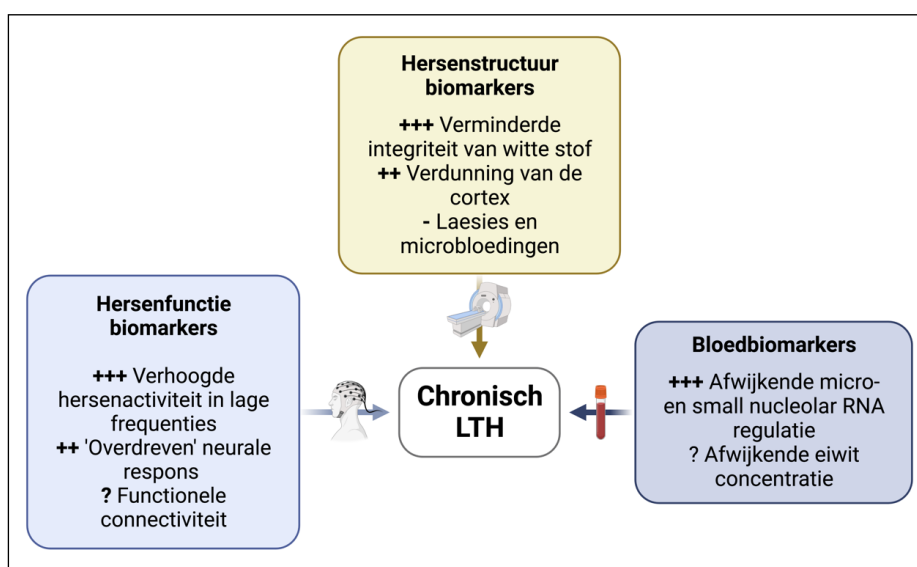 Hersenstructuur
biomarkers
+++ Verminderde
integriteit van witte stof
++ Verdunning van de
cortex
- Laesies en
microbloedingen
Hersenfunctie
biomarkers
+++ Verhoogde
hersenactiviteit in lage
frequenties
++ 'Overdreven' neurale
respons
? Functionele
connectiviteit
Chronisch
LTH
Bloedbiomarkers
+++ Afwijkende micro-
en small nucleolar RNA
regulatie
? Afwijkende eiwit
concentratie